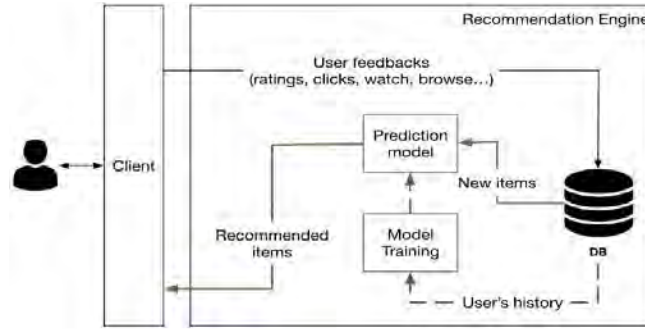 Recommendation Engine
User feedbacks
(ratings, clicks, watch, browse...)
Prediction
model
Client
New items
Recommended
items
Model
Training
DB
User's history